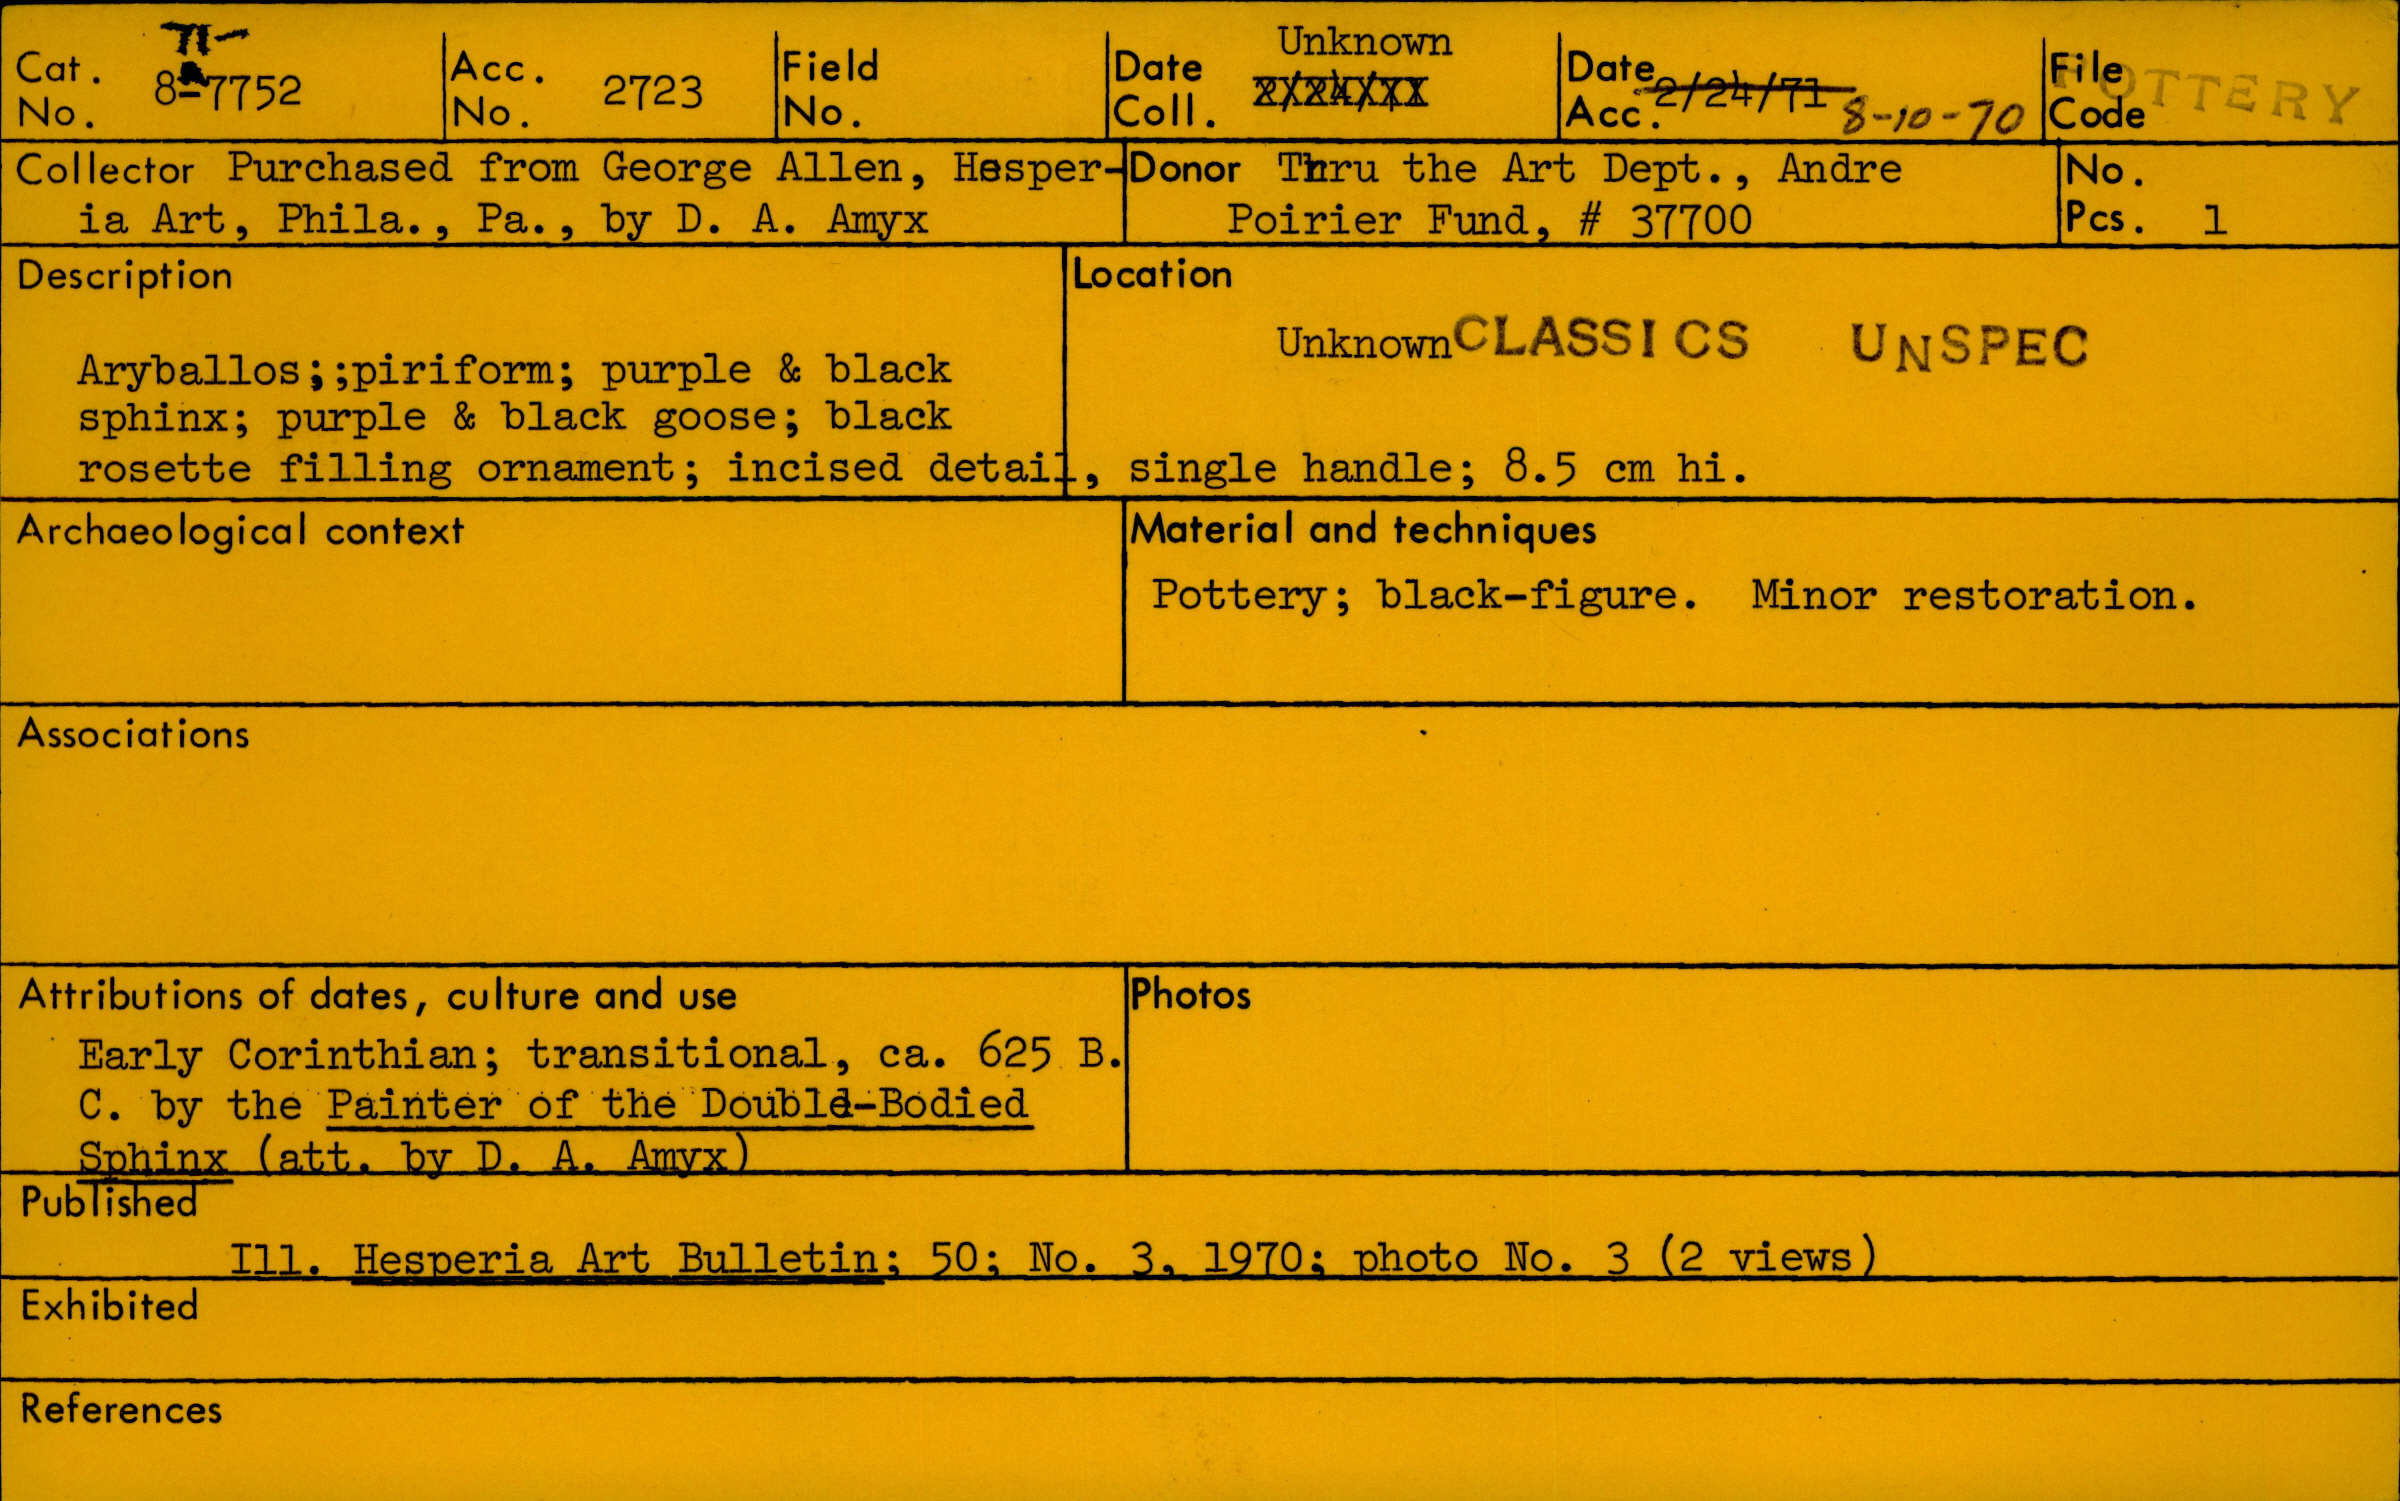 71-
Cat. No. 8-7752
Acc. No. 2723
Field No.
Date Coll. Unknown 2/24/71
Date Acc. 2/24/71 8-10-70
File Code POTTERY
Collector Purchased from George Allen, Hesper-
ia Art, Phila., Pa., by D. A. Amyx
Donor Thru the Art Dept., Andre
Poirier Fund, # 37700
No. Pcs. 1
Description
Location
Unknown CLASSICS UNSPEC
Aryballos;;piriform; purple & black
sphinx; purple & black goose; black
rosette filling ornament; incised detail, single handle; 8.5 cm hi.
Archaeological context
Material and techniques
Pottery; black-figure. Minor restoration.
Associations
Attributions of dates, culture and use
Early Corinthian; transitional, ca. 625 B.
C. by the Painter of the Double-Bodied
Sphinx (att. by D. A. Amyx)
Photos
Published
Ill. Hesperia Art Bulletin; 50; No. 3, 1970; photo No. 3 (2 views)
Exhibited
References